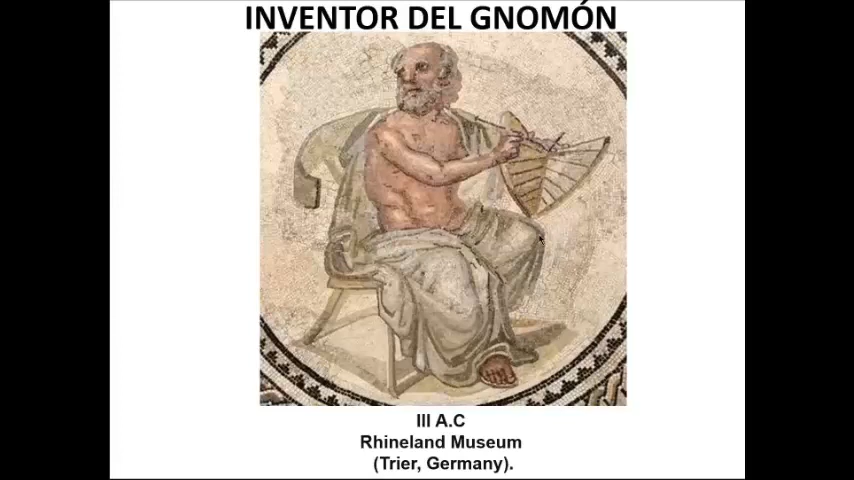 INVENTOR DEL GNOMÓN
III A.C
Rhineland Museum
(Trier, Germany).